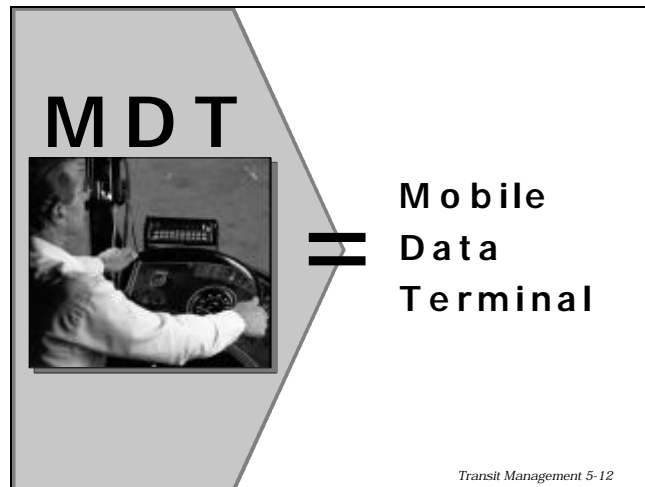 MDT
=
Mobile
Data
Terminal
Transit Management 5-12